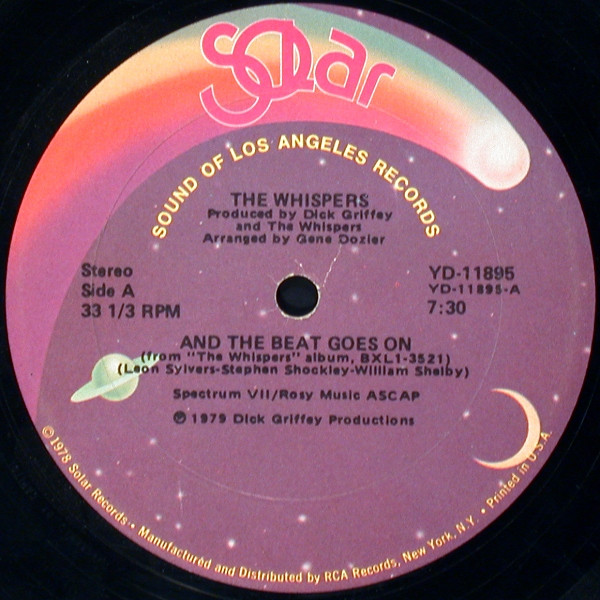 SOLar
SOUND OF LOS ANGELES RECORDS
THE WHISPERS
Produced by Dick Griffey
and The Whispers
Arranged by Gene Dozier
Stereo
Side A
33 1/3 RPM
YD-11895
YD-11895-A
7:30
AND THE BEAT GOES ON
(from "The Whispers" album, BXL1-3521)
(Leon Sylvers-Stephen Shockley-William Shelby)
Spectrum VII/Rosy Music ASCAP
℗ 1979 Dick Griffey Productions
© 1978 Solar Records • Manufactured and Distributed by RCA Records, New York, N.Y. • Printed in U.S.A.